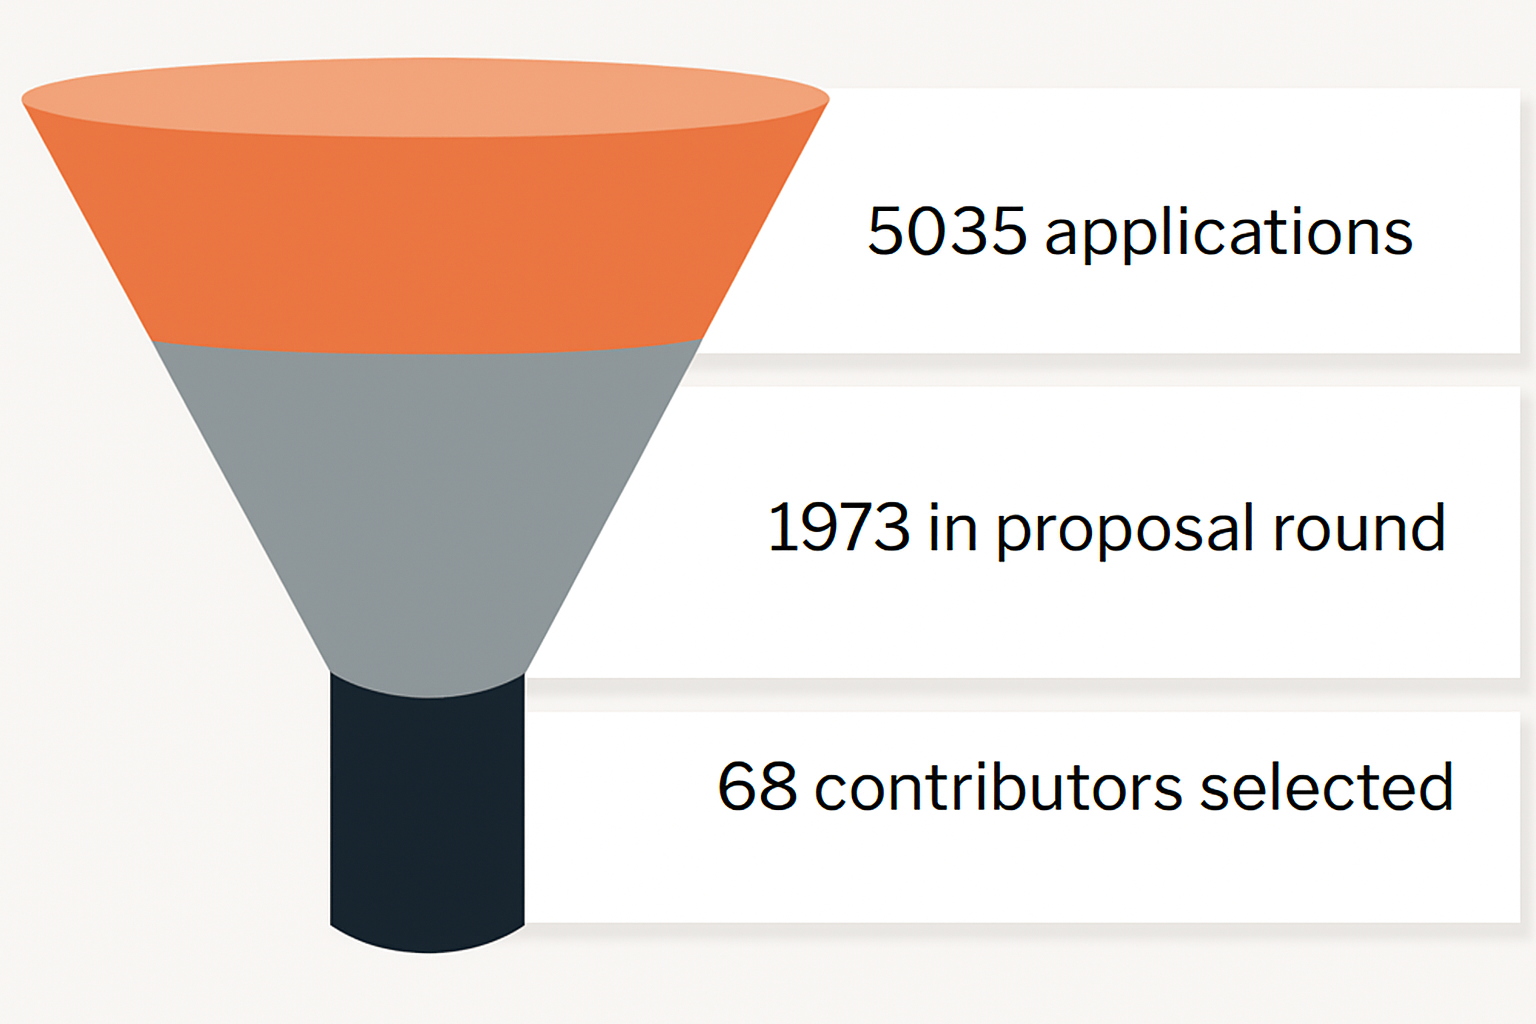 5035 applications
1973 in proposal round
68 contributors selected